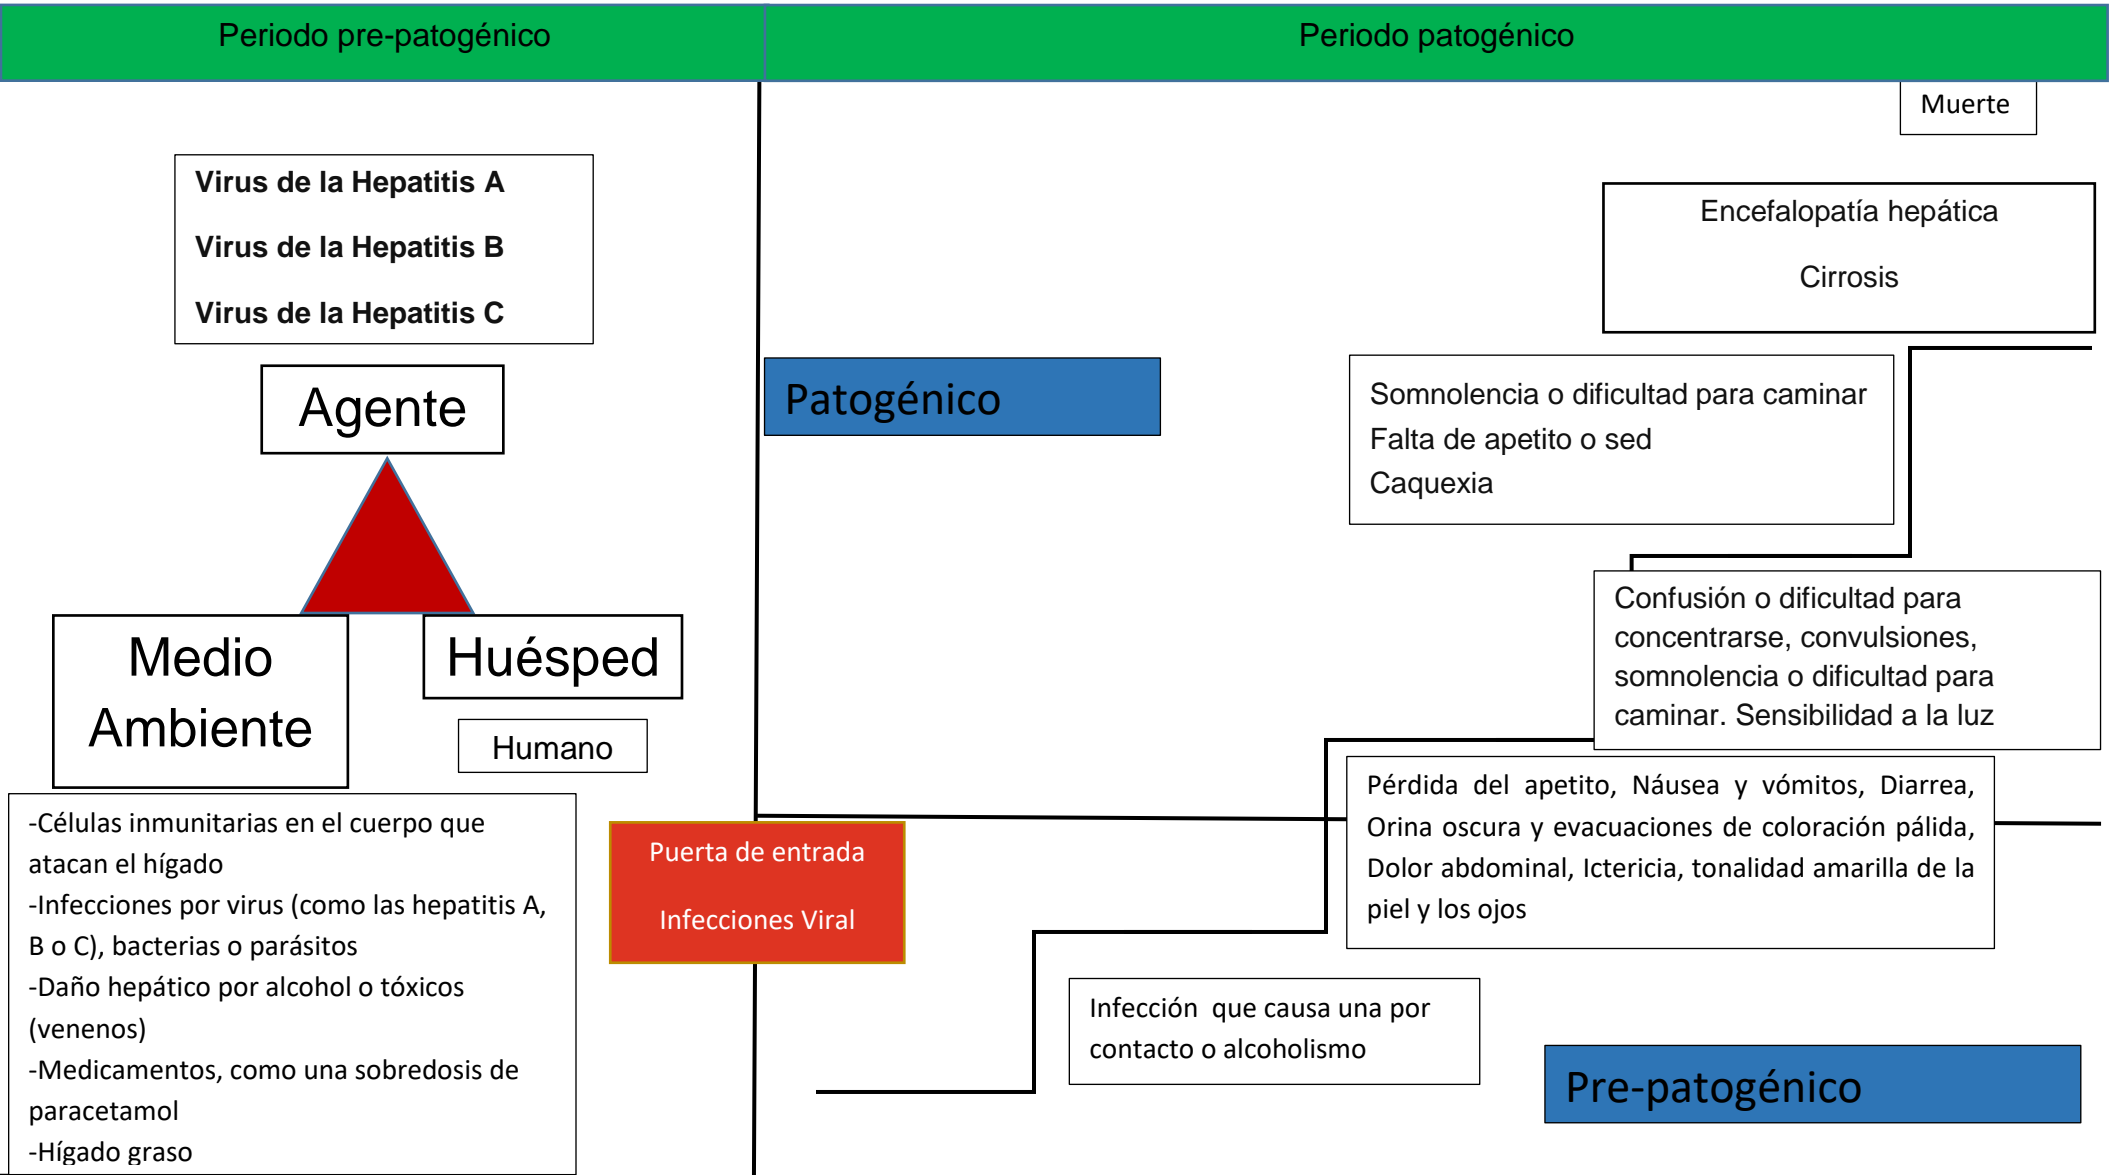 Periodo pre-patogénico
Periodo patogénico
Muerte
Virus de la Hepatitis A
Virus de la Hepatitis B
Virus de la Hepatitis C
Agente
Medio
Ambiente
Huésped
Humano
-Células inmunitarias en el cuerpo que
atacan el hígado
-Infecciones por virus (como las hepatitis A,
B o C), bacterias o parásitos
-Daño hepático por alcohol o tóxicos
(venenos)
-Medicamentos, como una sobredosis de
paracetamol
-Hígado graso
Puerta de entrada
Infecciones Viral
Patogénico
Encefalopatía hepática
Cirrosis
Somnolencia o dificultad para caminar
Falta de apetito o sed
Caquexia
Confusión o dificultad para
concentrarse, convulsiones,
somnolencia o dificultad para
caminar. Sensibilidad a la luz
Pérdida del apetito, Náusea y vómitos, Diarrea,
Orina oscura y evacuaciones de coloración pálida,
Dolor abdominal, Ictericia, tonalidad amarilla de la
piel y los ojos
Infección que causa una por
contacto o alcoholismo
Pre-patogénico